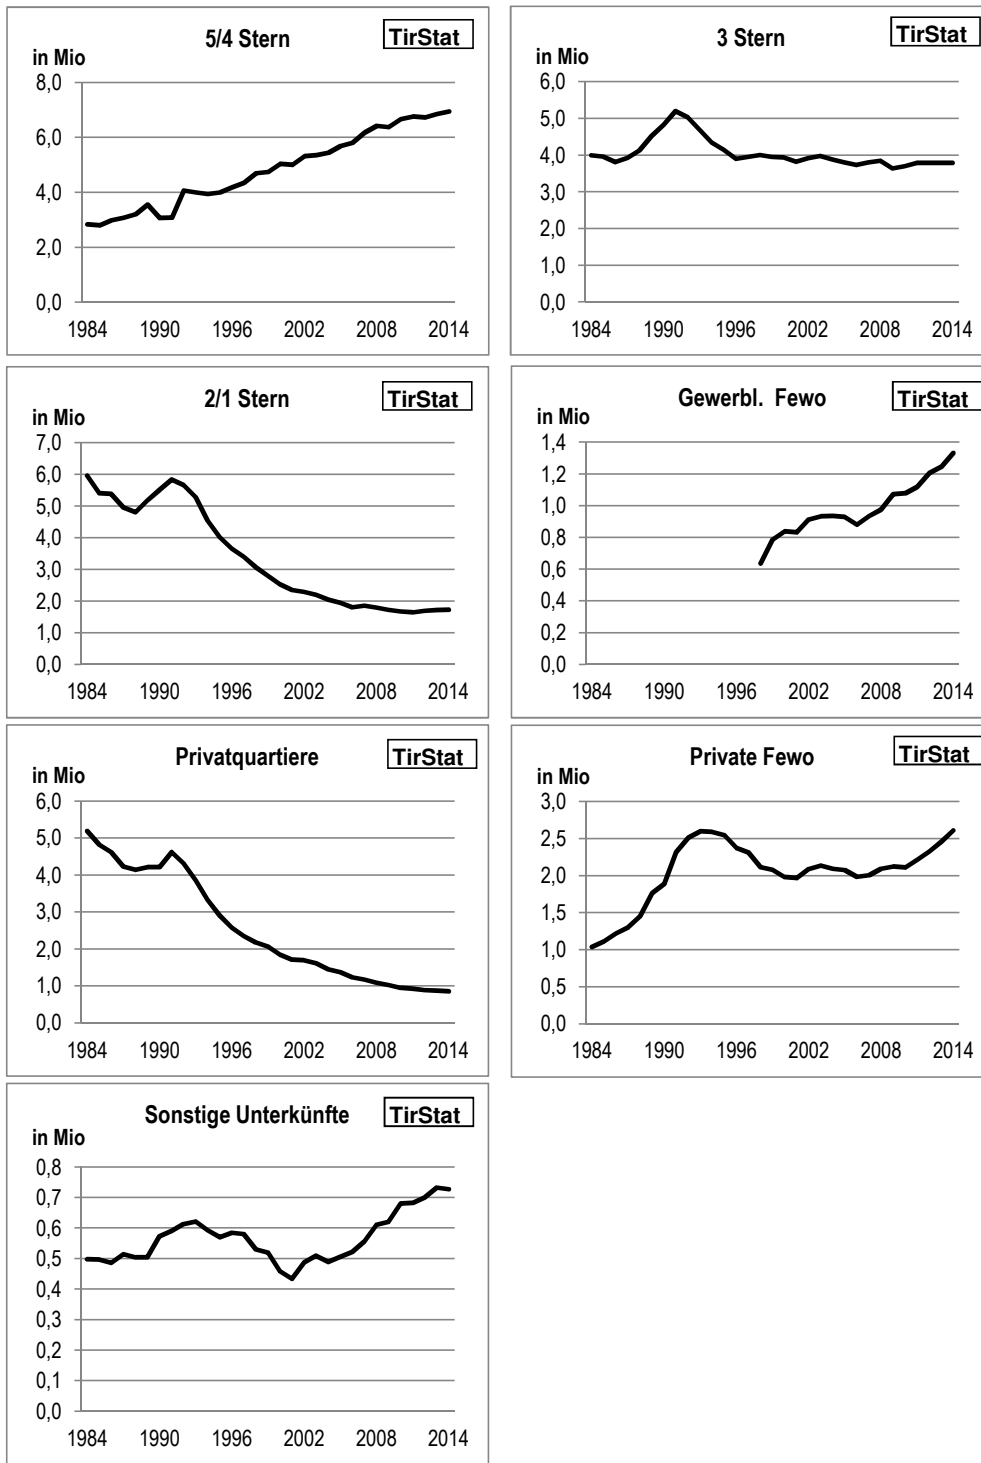 5/4 Stern
TirStat
in Mio
8,0
6,0
4,0
2,0
0,0
1984 1990 1996 2002 2008 2014
3 Stern
TirStat
in Mio
6,0
5,0
4,0
3,0
2,0
1,0
0,0
1984 1990 1996 2002 2008 2014
2/1 Stern
TirStat
in Mio
7,0
6,0
5,0
4,0
3,0
2,0
1,0
0,0
1984 1990 1996 2002 2008 2014
Gewerbl. Fewo
TirStat
in Mio
1,4
1,2
1,0
0,8
0,6
0,4
0,2
0,0
1984 1990 1996 2002 2008 2014
Privatquartiere
TirStat
in Mio
6,0
5,0
4,0
3,0
2,0
1,0
0,0
1984 1990 1996 2002 2008 2014
Private Fewo
TirStat
in Mio
3,0
2,5
2,0
1,5
1,0
0,5
0,0
1984 1990 1996 2002 2008 2014
Sonstige Unterkünfte
TirStat
in Mio
0,8
0,7
0,6
0,5
0,4
0,3
0,2
0,1
0,0
1984 1990 1996 2002 2008 2014